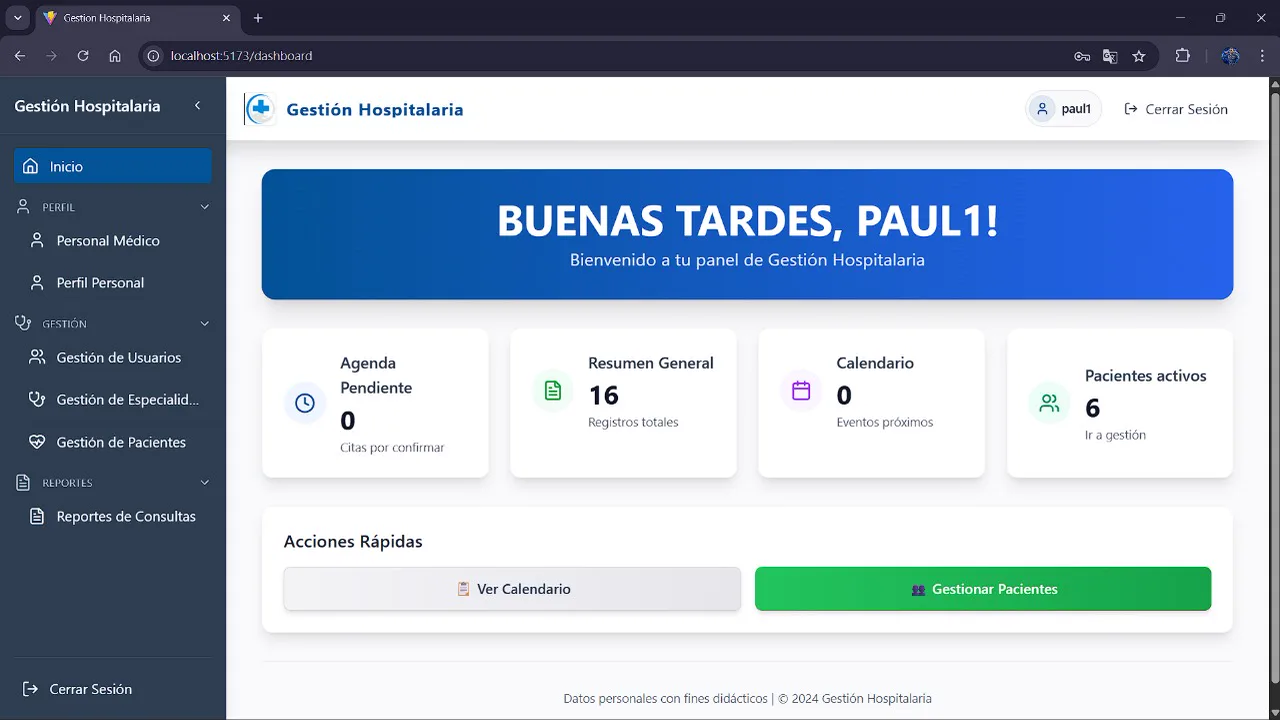 Gestion Hospitalaria
localhost:5173/dashboard
Gestión Hospitalaria
Inicio
PERFIL
Personal Médico
Perfil Personal
GESTIÓN
Gestión de Usuarios
Gestión de Especialid...
Gestión de Pacientes
REPORTES
Reportes de Consultas
Cerrar Sesión
Gestión Hospitalaria
paul1
Cerrar Sesión
BUENAS TARDES, PAUL1!
Bienvenido a tu panel de Gestión Hospitalaria
Agenda
Pendiente
0
Citas por confirmar
Resumen General
16
Registros totales
Calendario
0
Eventos próximos
Pacientes activos
6
Ir a gestión
Acciones Rápidas
Ver Calendario
Gestionar Pacientes
Datos personales con fines didácticos | © 2024 Gestión Hospitalaria